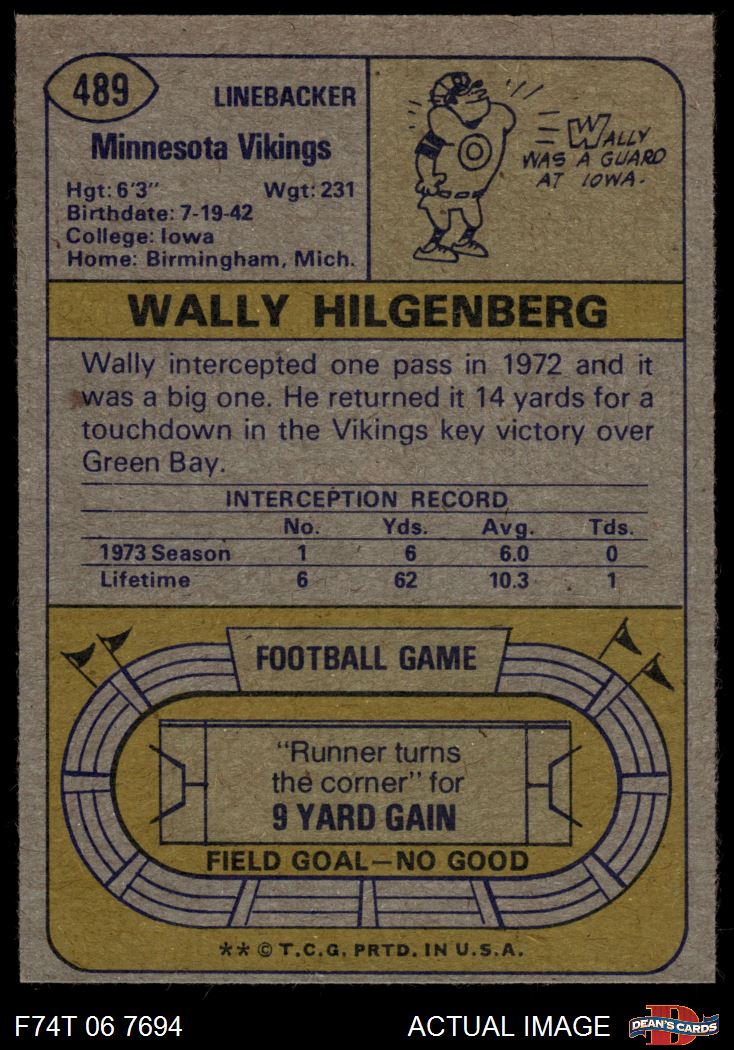 489
LINEBACKER
Minnesota Vikings
Hgt: 6'3" Wgt: 231
Birthdate: 7-19-42
College: Iowa
Home: Birmingham, Mich.
WALLY
WAS A GUARD
AT IOWA.
WALLY HILGENBERG
Wally intercepted one pass in 1972 and it
was a big one. He returned it 14 yards for a
touchdown in the Vikings key victory over
Green Bay.
INTERCEPTION RECORD
No. Yds. Avg. Tds.
1973 Season 1 6 6.0 0
Lifetime 6 62 10.3 1
FOOTBALL GAME
"Runner turns
the corner" for
9 YARD GAIN
FIELD GOAL—NO GOOD
** © T.C.G. PRTD. IN U.S.A.
F74T 06 7694 ACTUAL IMAGE
D
DEAN'S CARDS